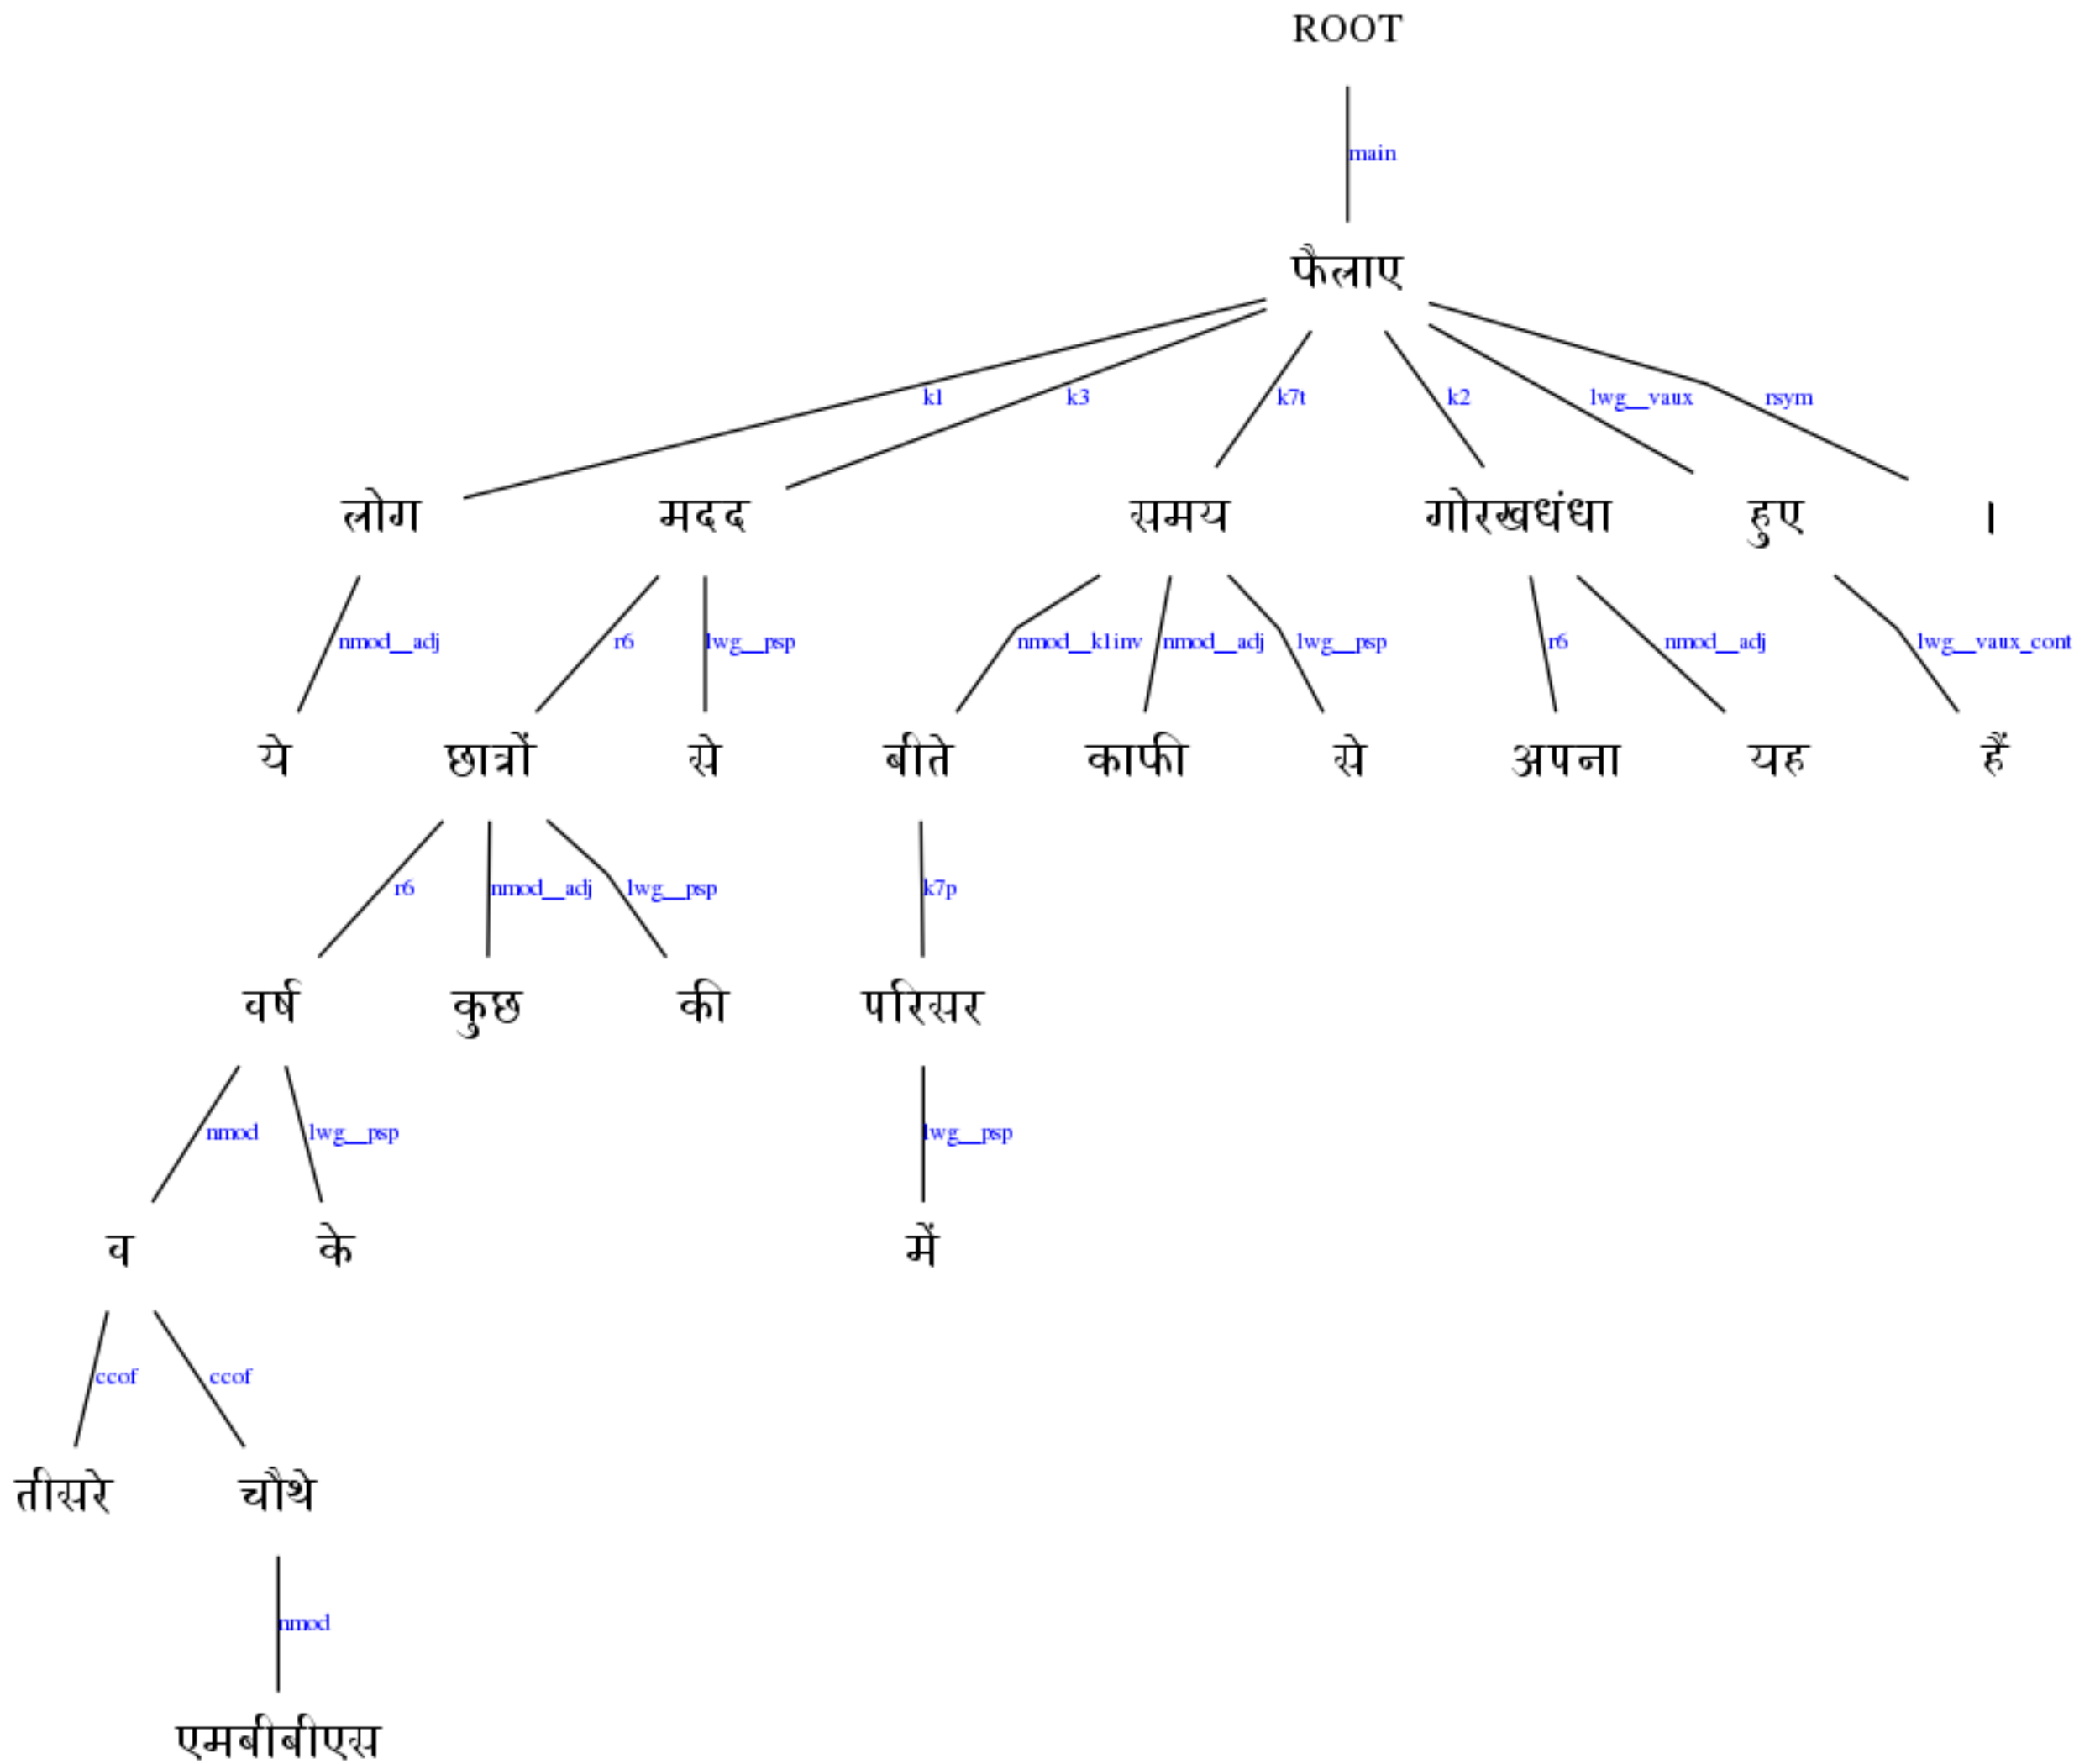 ROOT
main
फैलाए
k1 k3 k7t k2 lwg__vaux rsym
लोग मदद समय गोरखधंधा हुए ।
nmod__adj r6 lwg__psp nmod__k1inv nmod__adj lwg__psp r6 nmod__adj lwg__vaux_cont
ये छात्रों से बीते काफी से अपना यह हैं
r6 nmod__adj lwg__psp k7p
वर्ष कुछ की परिसर
nmod lwg__psp lwg__psp
व के में
ccof ccof
तीसरे चौथे
nmod
एमबीबीएस